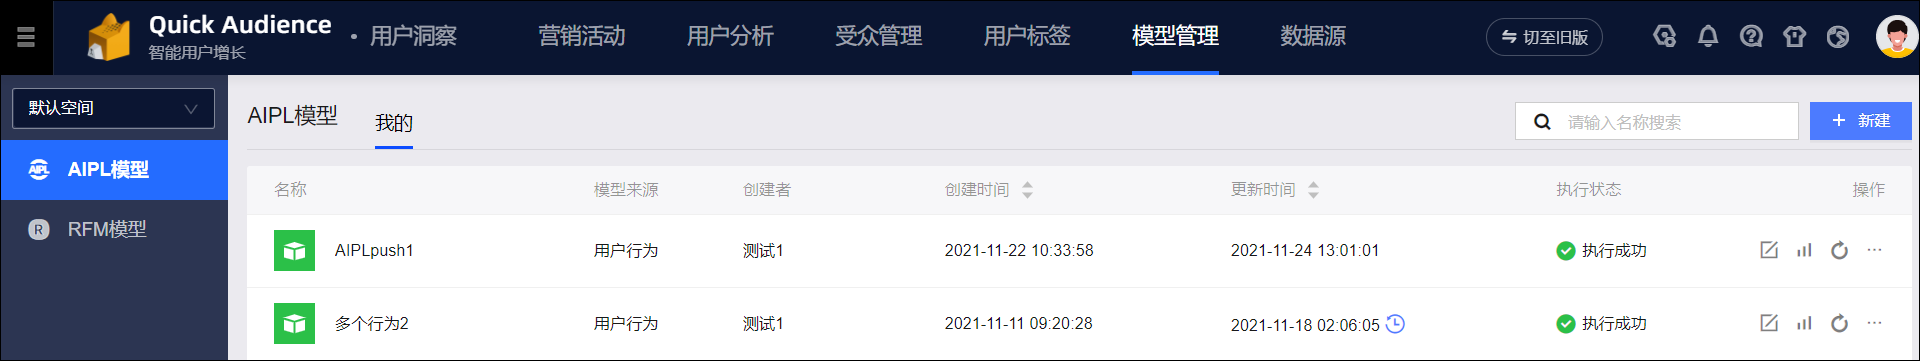 Quick Audience
智能用户增长
• 用户洞察 营销活动 用户分析 受众管理 用户标签 模型管理 数据源
切至旧版
默认空间
AIPL模型
RFM模型
AIPL模型 我的
请输入名称搜索
+ 新建
名称 模型来源 创建者 创建时间 更新时间 执行状态 操作
AIPLpush1 用户行为 测试1 2021-11-22 10:33:58 2021-11-24 13:01:01 执行成功
多个行为2 用户行为 测试1 2021-11-11 09:20:28 2021-11-18 02:06:05 执行成功